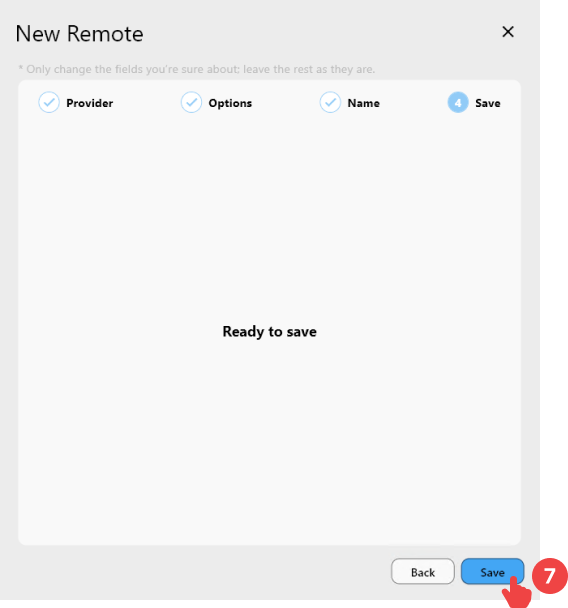 New Remote
* Only change the fields you're sure about; leave the rest as they are.
Provider Options Name 4 Save
Ready to save
Back Save 7